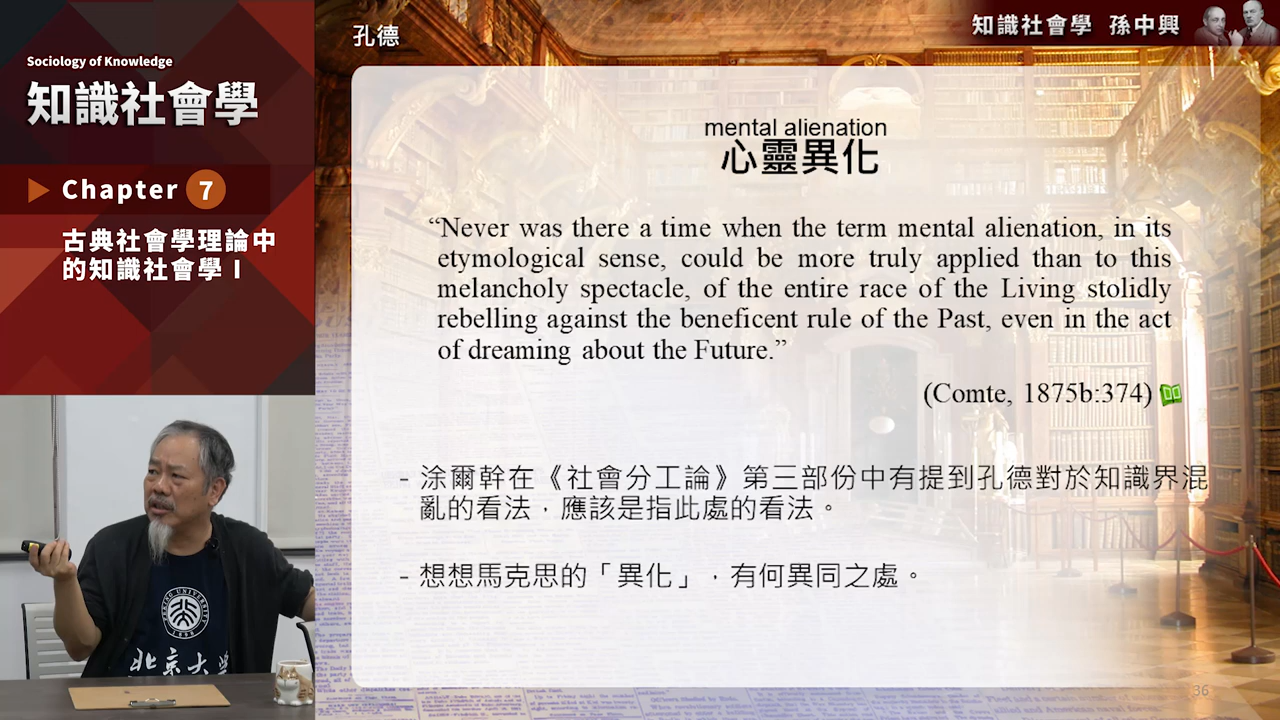 Sociology of Knowledge
知識社會學
Chapter 7
古典社會學理論中
的知識社會學 I
孔德
知識社會學 孫中興
mental alienation
心靈異化
“Never was there a time when the term mental alienation, in its
etymological sense, could be more truly applied than to this
melancholy spectacle, of the entire race of the Living stolidly
rebelling against the beneficent rule of the Past, even in the act
of dreaming about the Future.”
(Comte, 1875b:374)
- 涂爾幹在《社會分工論》第三部份中有提到孔德對於知識界混
亂的看法，應該是指此處的看法。
- 想想馬克思的「異化」，有何異同之處。
36
PEKING UNIVERSITY
1898
北京大学